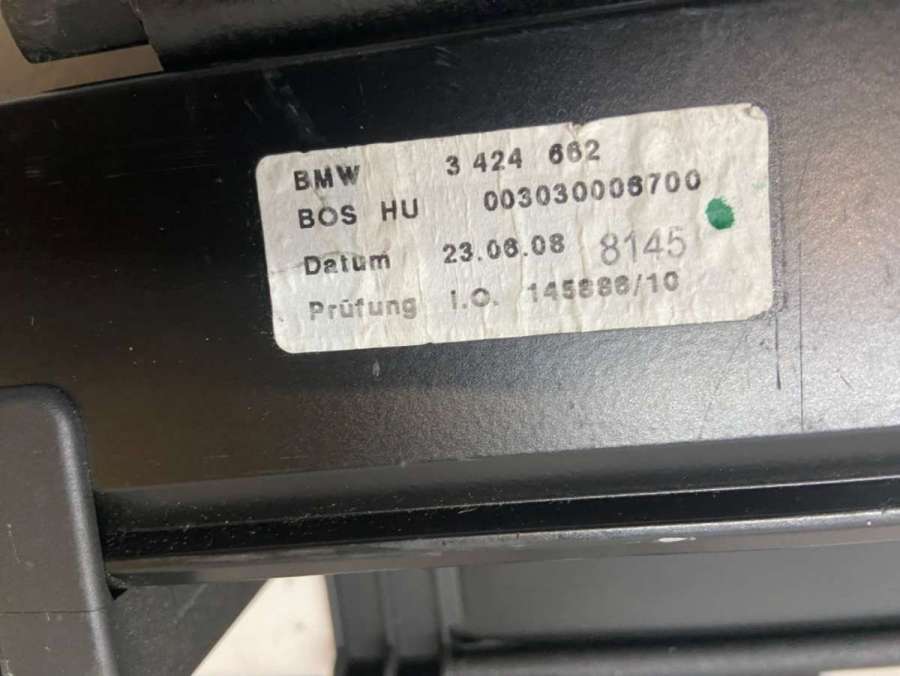 BMW 3 424 662
BOS HU 003030006700
Datum 23.06.08 8145
Prüfung I.O. 145886/10